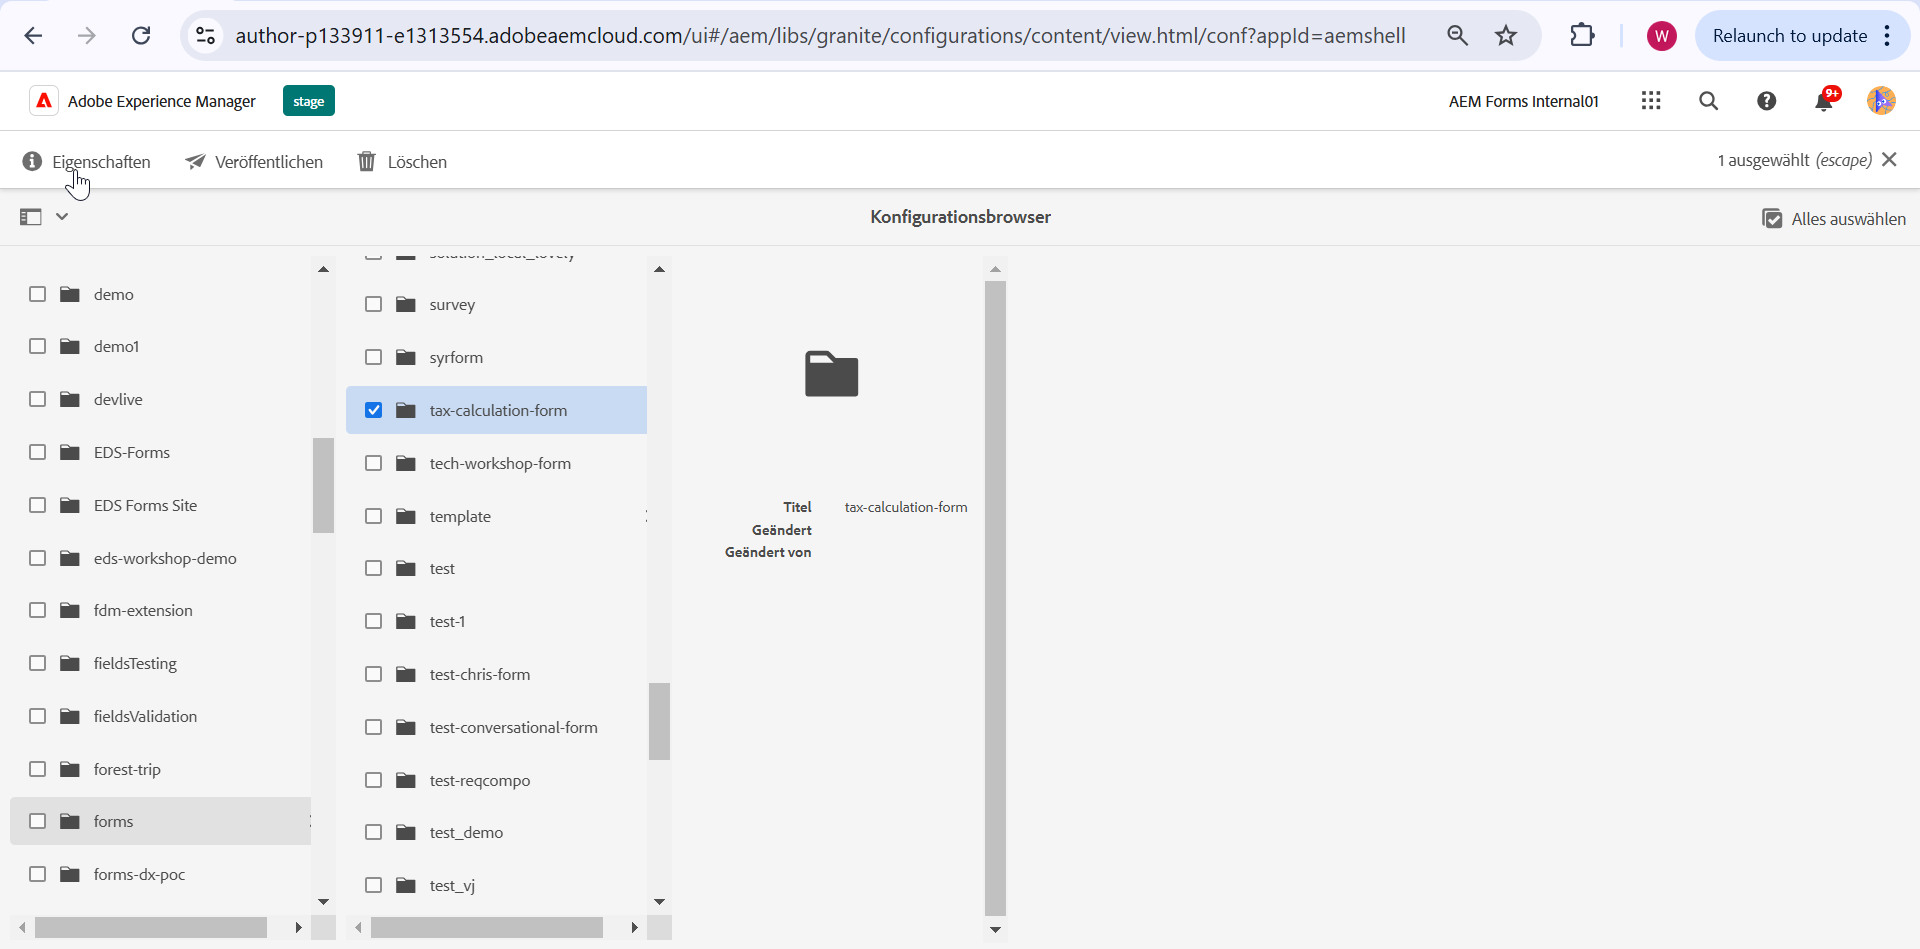 author-p133911-e1313554.adobeaemcloud.com/ui#/aem/libs/granite/configurations/content/view.html/conf?appId=aemshell
W
Relaunch to update
Adobe Experience Manager
stage
AEM Forms Internal01
9+
Eigenschaften
Veröffentlichen
Löschen
1 ausgewählt (escape)
Konfigurationsbrowser
Alles auswählen
demo
demo1
devlive
EDS-Forms
EDS Forms Site
eds-workshop-demo
fdm-extension
fieldsTesting
fieldsValidation
forest-trip
forms
forms-dx-poc
solution_local_lovely
survey
syrform
tax-calculation-form
tech-workshop-form
template
test
test-1
test-chris-form
test-conversational-form
test-reqcompo
test_demo
test_vj
Titel tax-calculation-form
Geändert
Geändert von